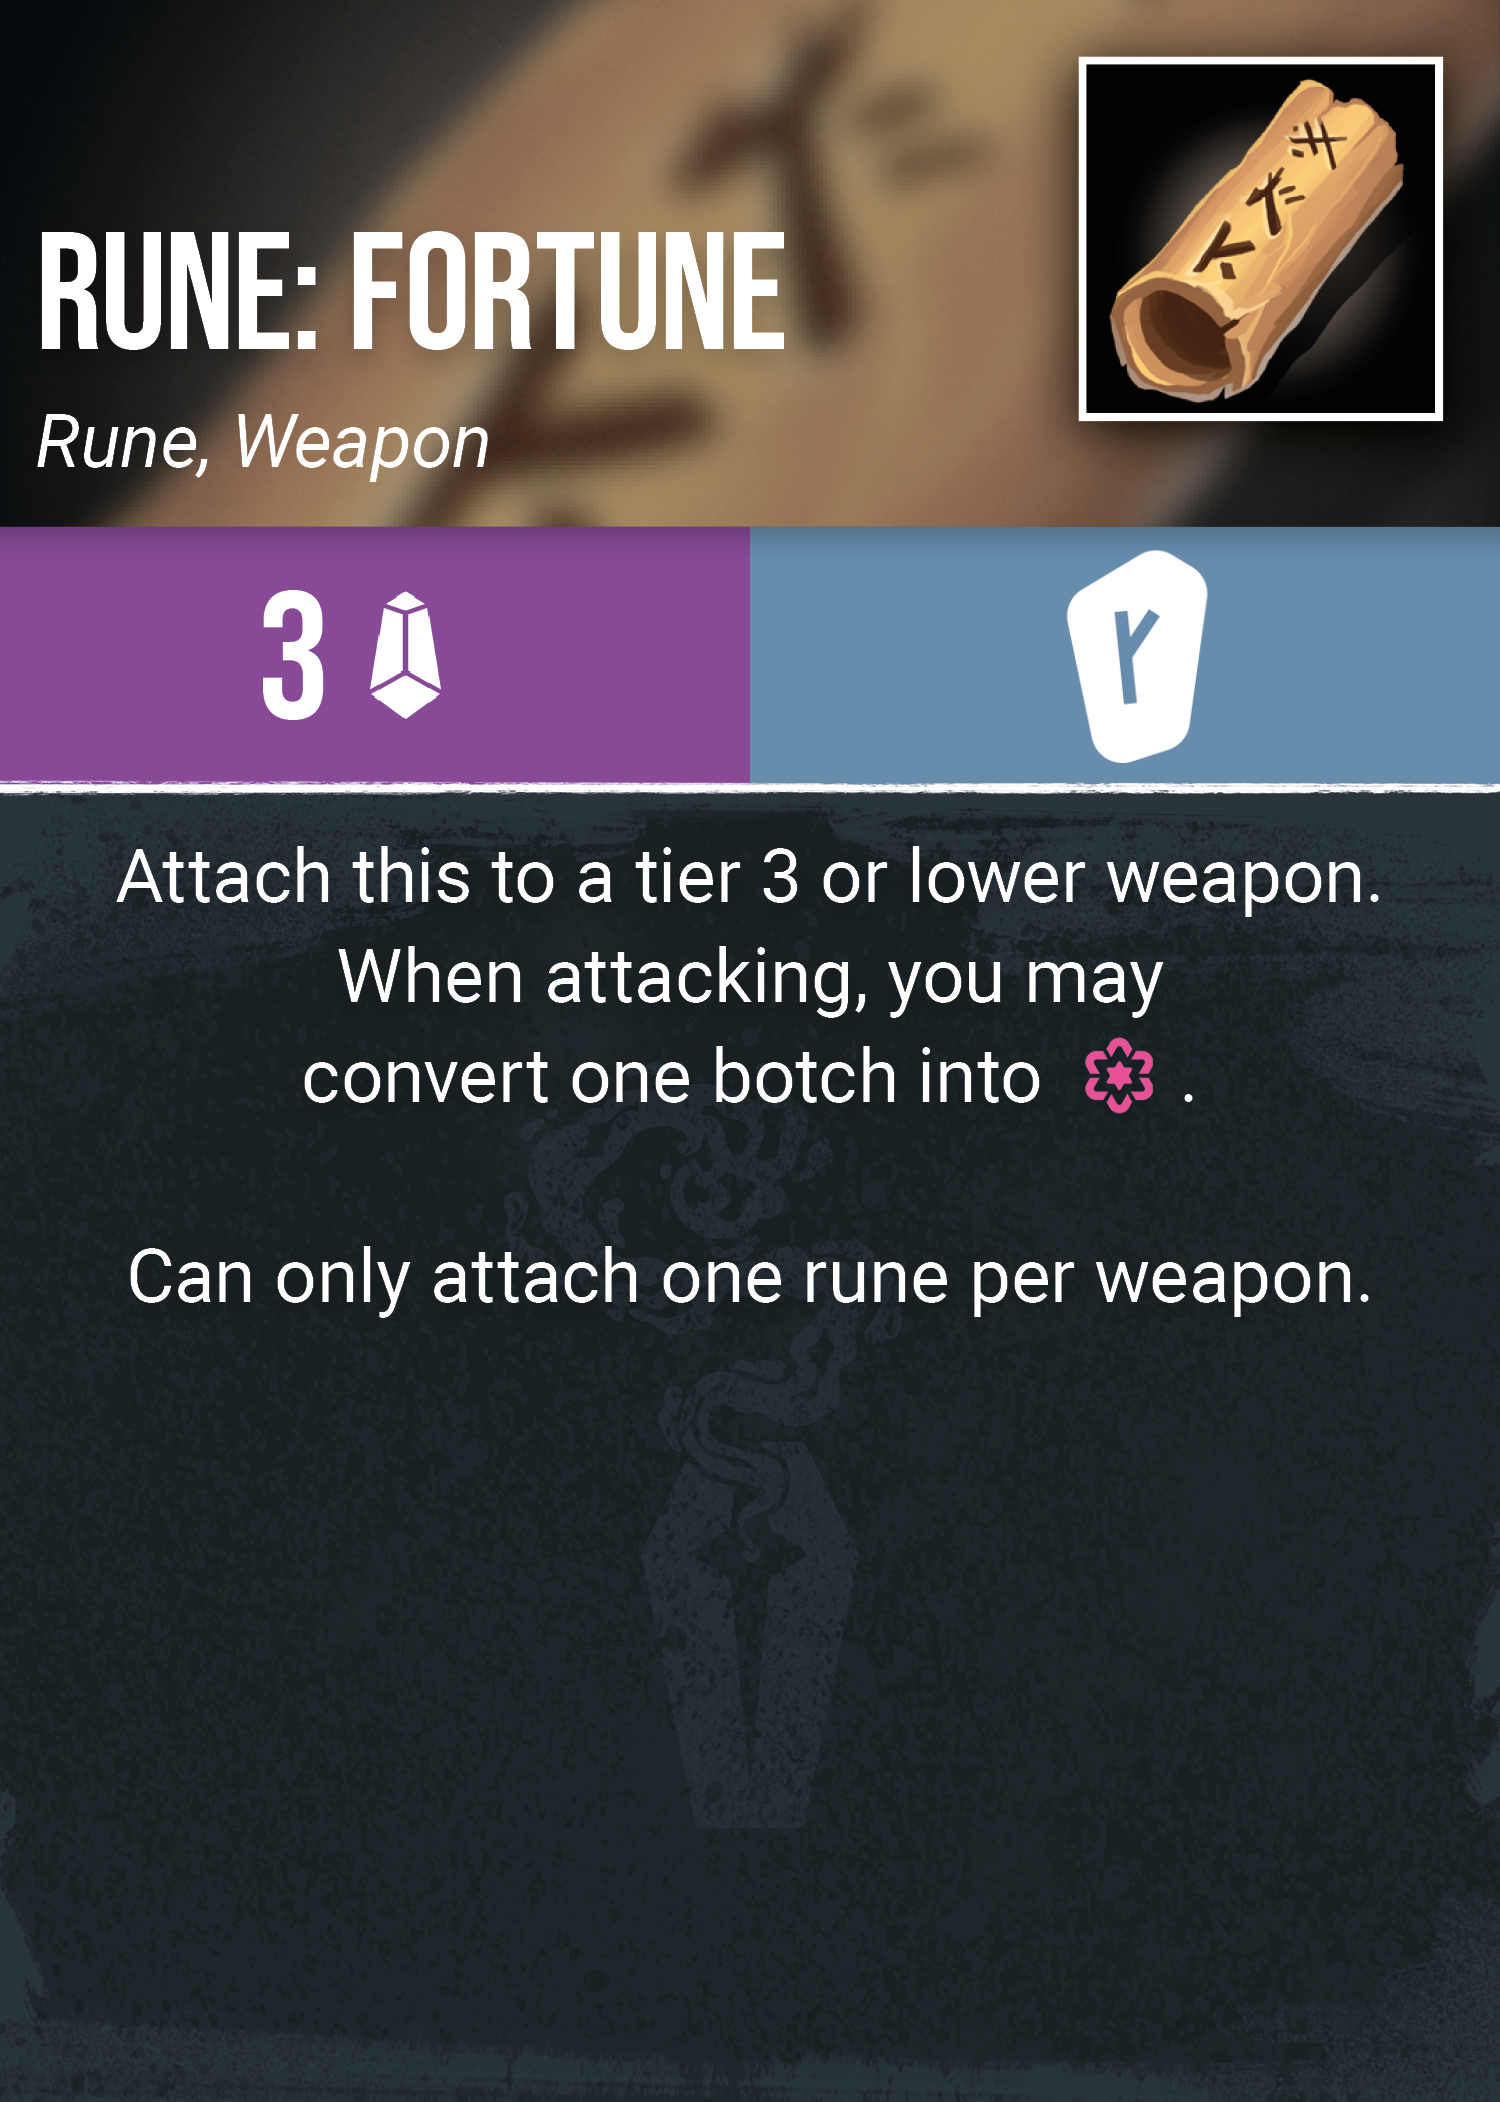 RUNE: FORTUNE
Rune, Weapon
3
Attach this to a tier 3 or lower weapon.
When attacking, you may
convert one botch into .
Can only attach one rune per weapon.